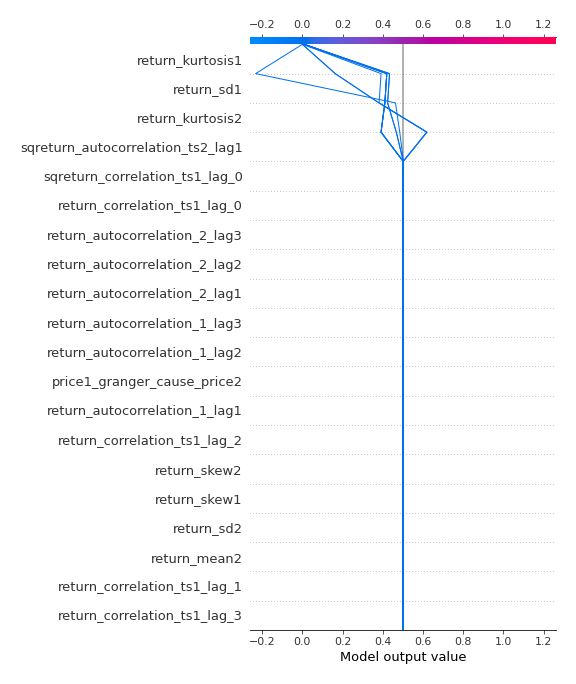 −0.2 0.0 0.2 0.4 0.6 0.8 1.0 1.2
return_kurtosis1
return_sd1
return_kurtosis2
sqreturn_autocorrelation_ts2_lag1
sqreturn_correlation_ts1_lag_0
return_correlation_ts1_lag_0
return_autocorrelation_2_lag3
return_autocorrelation_2_lag2
return_autocorrelation_2_lag1
return_autocorrelation_1_lag3
return_autocorrelation_1_lag2
price1_granger_cause_price2
return_autocorrelation_1_lag1
return_correlation_ts1_lag_2
return_skew2
return_skew1
return_sd2
return_mean2
return_correlation_ts1_lag_1
return_correlation_ts1_lag_3
−0.2 0.0 0.2 0.4 0.6 0.8 1.0 1.2
Model output value